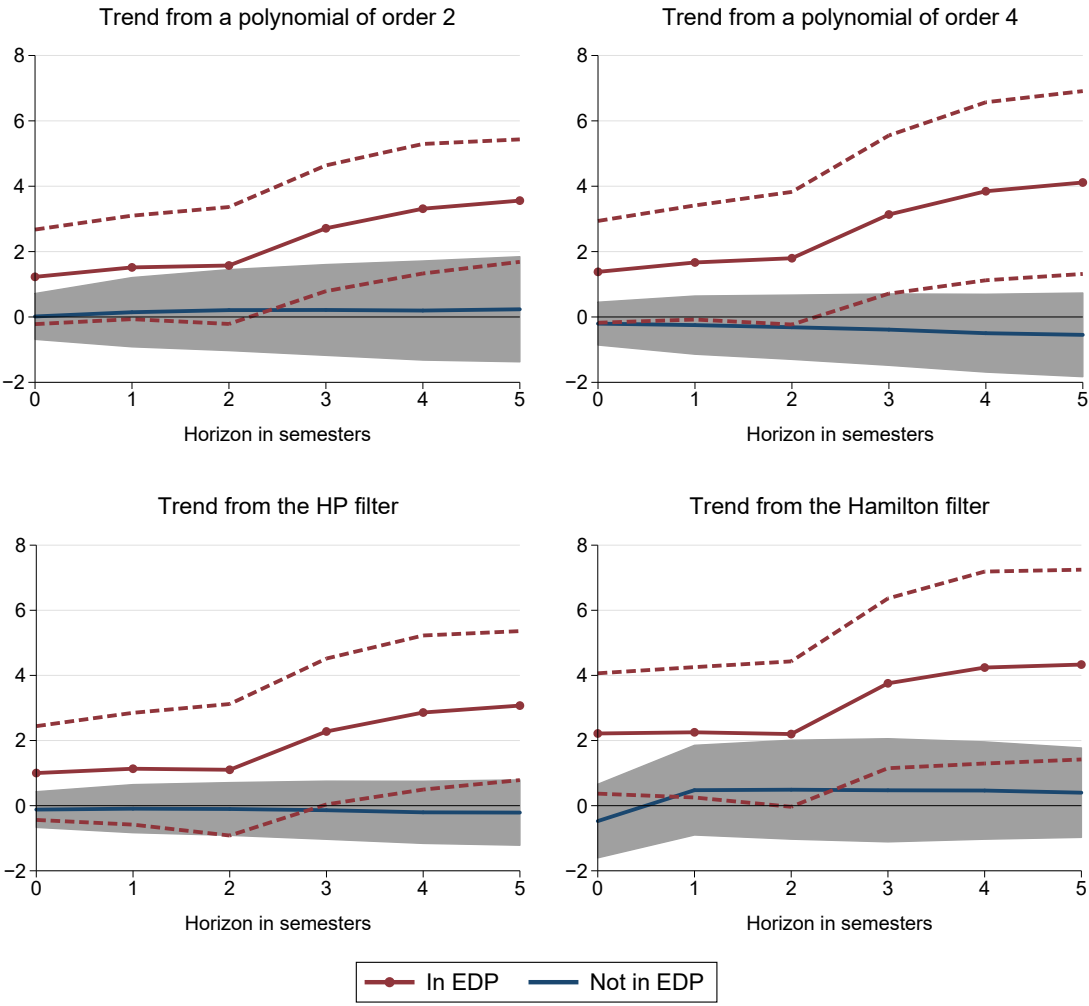 Trend from a polynomial of order 2
8
6
4
2
0
−2
0 1 2 3 4 5
Horizon in semesters
Trend from a polynomial of order 4
8
6
4
2
0
−2
0 1 2 3 4 5
Horizon in semesters
Trend from the HP filter
8
6
4
2
0
−2
0 1 2 3 4 5
Horizon in semesters
Trend from the Hamilton filter
8
6
4
2
0
−2
0 1 2 3 4 5
Horizon in semesters
In EDP Not in EDP